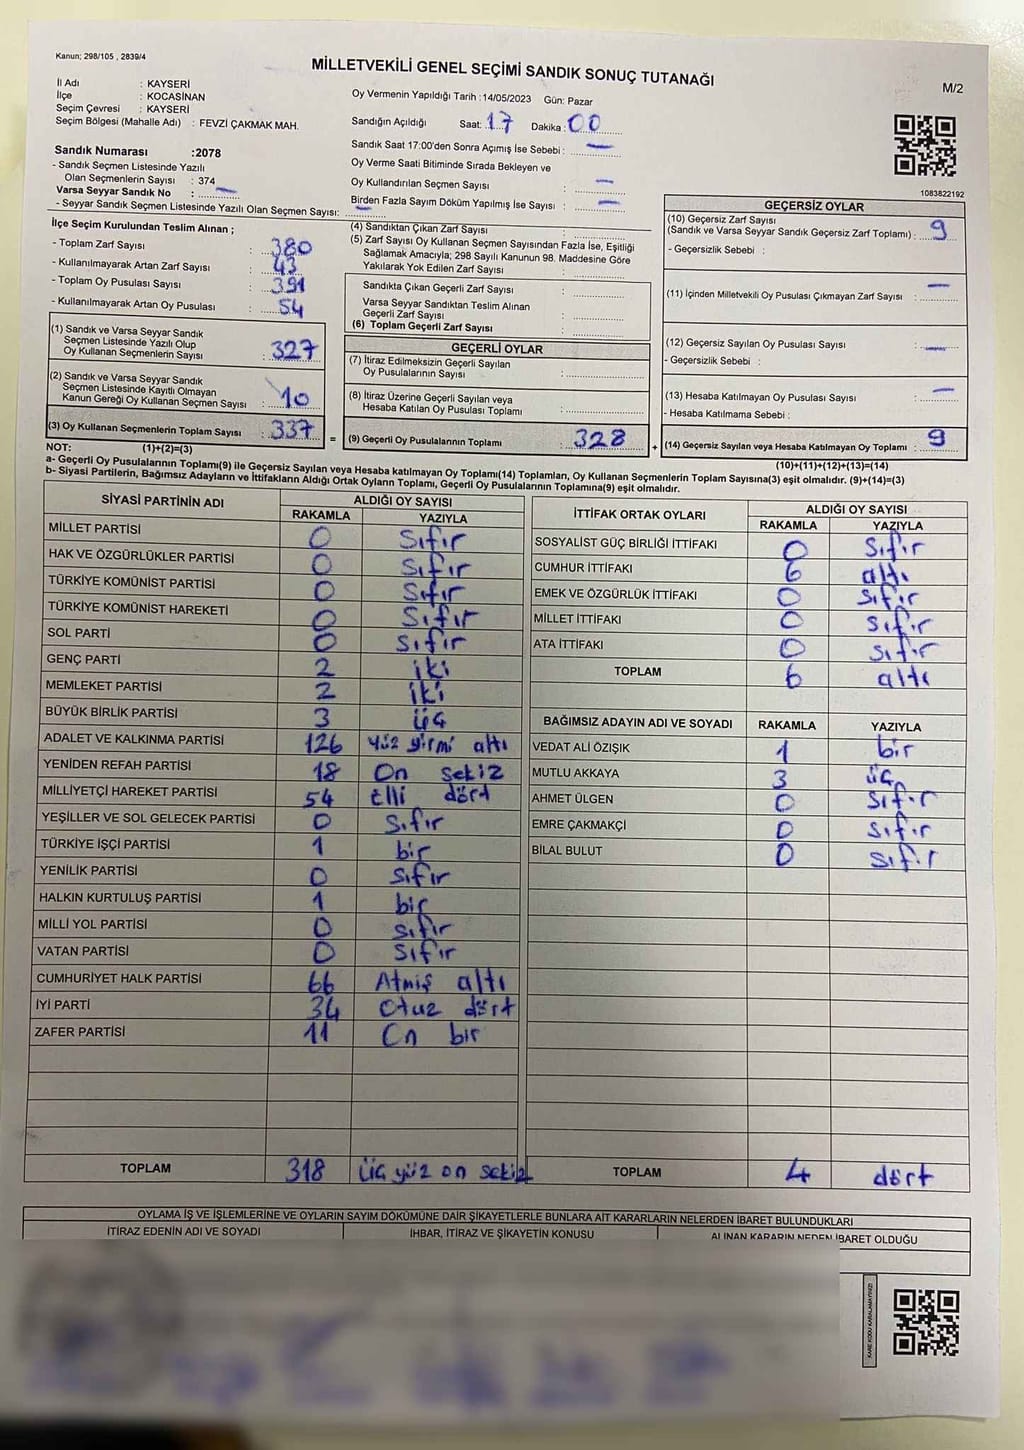 Kanun; 298/105 , 2839/4
MİLLETVEKİLİ GENEL SEÇİMİ SANDIK SONUÇ TUTANAĞI
M/2
İl Adı : KAYSERİ
İlçe : KOCASİNAN
Seçim Çevresi : KAYSERİ
Seçim Bölgesi (Mahalle Adı) : FEVZİ ÇAKMAK MAH.
Sandık Numarası :2078
- Sandık Seçmen Listesinde Yazılı
Olan Seçmenlerin Sayısı : 374
Varsa Seyyar Sandık No : —
- Seyyar Sandık Seçmen Listesinde Yazılı Olan Seçmen Sayısı: —
Oy Vermenin Yapıldığı Tarih :14/05/2023 Gün: Pazar
Sandığın Açıldığı Saat: 17 Dakika : 00
Sandık Saat 17:00'den Sonra Açımış İse Sebebi : —
Oy Verme Saati Bitiminde Sırada Bekleyen ve
Oy Kullandırılan Seçmen Sayısı : —
Birden Fazla Sayım Döküm Yapılmış İse Sayısı : —
1083822192
İlçe Seçim Kurulundan Teslim Alınan ;
- Toplam Zarf Sayısı : 380
- Kullanılmayarak Artan Zarf Sayısı : 43
- Toplam Oy Pusulası Sayısı : 391
- Kullanılmayarak Artan Oy Pusulası : 54
(1) Sandık ve Varsa Seyyar Sandık
Seçmen Listesinde Yazılı Olup
Oy Kullanan Seçmenlerin Sayısı : 327
(2) Sandık ve Varsa Seyyar Sandık
Seçmen Listesinde Kayıtlı Olmayan
Kanun Gereği Oy Kullanan Seçmen Sayısı : 10
(3) Oy Kullanan Seçmenlerin Toplam Sayısı : 337
(4) Sandıktan Çıkan Zarf Sayısı :
(5) Zarf Sayısı Oy Kullanan Seçmen Sayısından Fazla İse, Eşitliği
Sağlamak Amacıyla; 298 Sayılı Kanunun 98. Maddesine Göre
Yakılarak Yok Edilen Zarf Sayısı :
Sandıkta Çıkan Geçerli Zarf Sayısı :
Varsa Seyyar Sandıktan Teslim Alınan
Geçerli Zarf Sayısı :
(6) Toplam Geçerli Zarf Sayısı :
GEÇERLİ OYLAR
(7) İtiraz Edilmeksizin Geçerli Sayılan
Oy Pusulalarının Sayısı :
(8) İtiraz Üzerine Geçerli Sayılan veya
Hesaba Katılan Oy Pusulası Toplamı :
= (9) Geçerli Oy Pusulalarının Toplamı : 328
GEÇERSİZ OYLAR
(10) Geçersiz Zarf Sayısı
(Sandık ve Varsa Seyyar Sandık Geçersiz Zarf Toplamı) : 9
- Geçersizlik Sebebi :
(11) İçinden Milletvekili Oy Pusulası Çıkmayan Zarf Sayısı : —
(12) Geçersiz Sayılan Oy Pusulası Sayısı : —
- Geçersizlik Sebebi :
(13) Hesaba Katılmayan Oy Pusulası Sayısı : —
- Hesaba Katılmama Sebebi :
+ (14) Geçersiz Sayılan veya Hesaba Katılmayan Oy Toplamı : 9
NOT: (1)+(2)=(3)
(10)+(11)+(12)+(13)=(14)
a- Geçerli Oy Pusulalarının Toplamı(9) ile Geçersiz Sayılan veya Hesaba katılmayan Oy Toplamı(14) Toplamları, Oy Kullanan Seçmenlerin Toplam Sayısına(3) eşit olmalıdır. (9)+(14)=(3)
b- Siyasi Partilerin, Bağımsız Adayların ve İttifakların Aldığı Ortak Oyların Toplamı, Geçerli Oy Pusulalarının Toplamına(9) eşit olmalıdır.
SİYASİ PARTİNİN ADI ALDIĞI OY SAYISI
RAKAMLA YAZIYLA
MİLLET PARTİSİ 0 Sıfır
HAK VE ÖZGÜRLÜKLER PARTİSİ 0 Sıfır
TÜRKİYE KOMÜNİST PARTİSİ 0 Sıfır
TÜRKİYE KOMÜNİST HAREKETİ 0 Sıfır
SOL PARTİ 0 Sıfır
GENÇ PARTİ 2 iki
MEMLEKET PARTİSİ 2 iki
BÜYÜK BİRLİK PARTİSİ 3 üç
ADALET VE KALKINMA PARTİSİ 126 yüz yirmi altı
YENİDEN REFAH PARTİSİ 18 On sekiz
MİLLİYETÇİ HAREKET PARTİSİ 54 Elli dört
YEŞİLLER VE SOL GELECEK PARTİSİ 0 Sıfır
TÜRKİYE İŞÇİ PARTİSİ 1 bir
YENİLİK PARTİSİ 0 Sıfır
HALKIN KURTULUŞ PARTİSİ 1 bir
MİLLİ YOL PARTİSİ 0 Sıfır
VATAN PARTİSİ 0 Sıfır
CUMHURİYET HALK PARTİSİ 66 Atmış altı
İYİ PARTİ 34 Otuz dört
ZAFER PARTİSİ 11 On bir
TOPLAM 318 üç yüz on sekiz
İTTİFAK ORTAK OYLARI ALDIĞI OY SAYISI
RAKAMLA YAZIYLA
SOSYALİST GÜÇ BİRLİĞİ İTTİFAKI 0 Sıfır
CUMHUR İTTİFAKI 6 altı
EMEK VE ÖZGÜRLÜK İTTİFAKI 0 Sıfır
MİLLET İTTİFAKI 0 Sıfır
ATA İTTİFAKI 0 Sıfır
TOPLAM 6 altı
BAĞIMSIZ ADAYIN ADI VE SOYADI RAKAMLA YAZIYLA
VEDAT ALİ ÖZIŞIK 1 bir
MUTLU AKKAYA 3 üç
AHMET ÜLGEN 0 Sıfır
EMRE ÇAKMAKÇİ 0 Sıfır
BILAL BULUT 0 Sıfır
TOPLAM 4 dört
OYLAMA İŞ VE İŞLEMLERİNE VE OYLARIN SAYIM DÖKÜMÜNE DAİR ŞİKAYETLERLE BUNLARA AİT KARARLARIN NELERDEN İBARET BULUNDUKLARI
İTİRAZ EDENİN ADI VE SOYADI İHBAR, İTİRAZ VE ŞİKAYETİN KONUSU ALINAN KARARIN NEDEN İBARET OLDUĞU